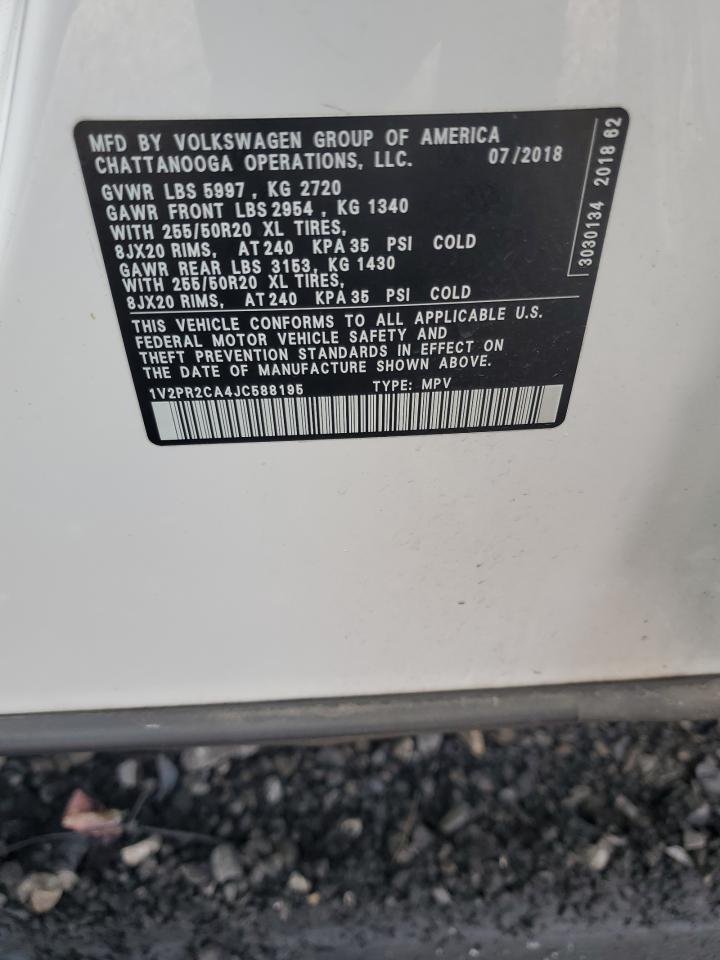 MFD BY VOLKSWAGEN GROUP OF AMERICA
CHATTANOOGA OPERATIONS, LLC. 07/2018
GVWR LBS 5997 , KG 2720
GAWR FRONT LBS 2954 , KG 1340
WITH 255/50R20 XL TIRES,
8JX20 RIMS, AT 240 KPA 35 PSI COLD
GAWR REAR LBS 3153, KG 1430
WITH 255/50R20 XL TIRES,
8JX20 RIMS, AT 240 KPA 35 PSI COLD
THIS VEHICLE CONFORMS TO ALL APPLICABLE U.S.
FEDERAL MOTOR VEHICLE SAFETY AND
THEFT PREVENTION STANDARDS IN EFFECT ON
THE DATE OF MANUFACTURE SHOWN ABOVE.
1V2PR2CA4JC588195 TYPE: MPV
3030134 2018 62